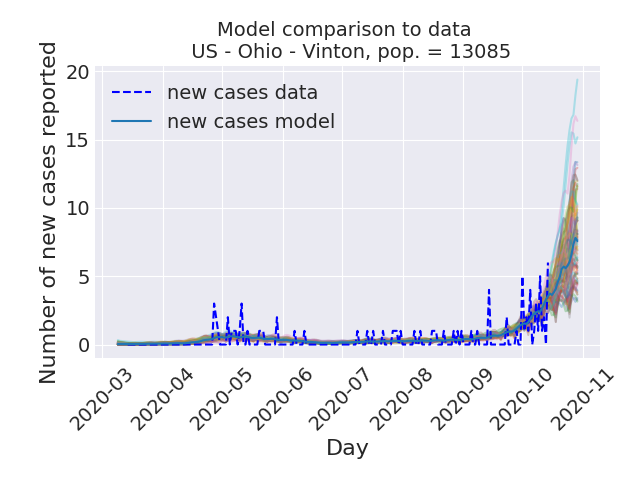 Model comparison to data
US - Ohio - Vinton, pop. = 13085
Number of new cases reported
20
15
10
5
0
new cases data
new cases model
2020-03
2020-04
2020-05
2020-06
2020-07
2020-08
2020-09
2020-10
2020-11
Day